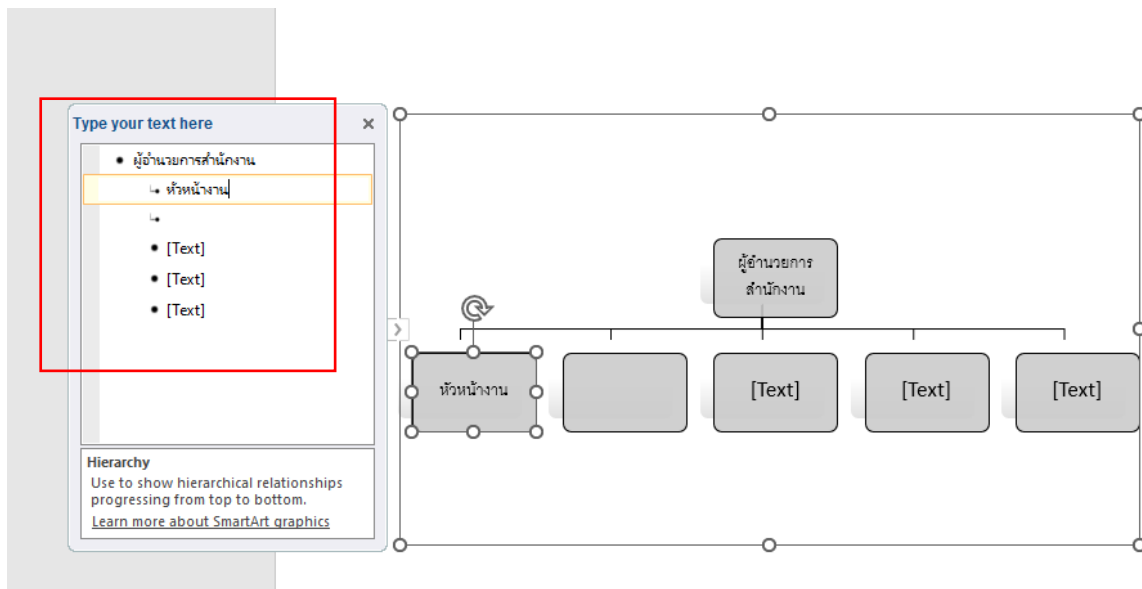 Type your text here
ผู้อำนวยการสำนักงาน
หัวหน้างาน
[Text]
[Text]
[Text]
Hierarchy
Use to show hierarchical relationships
progressing from top to bottom.
Learn more about SmartArt graphics
ผู้อำนวยการ
สำนักงาน
หัวหน้างาน
[Text]
[Text]
[Text]